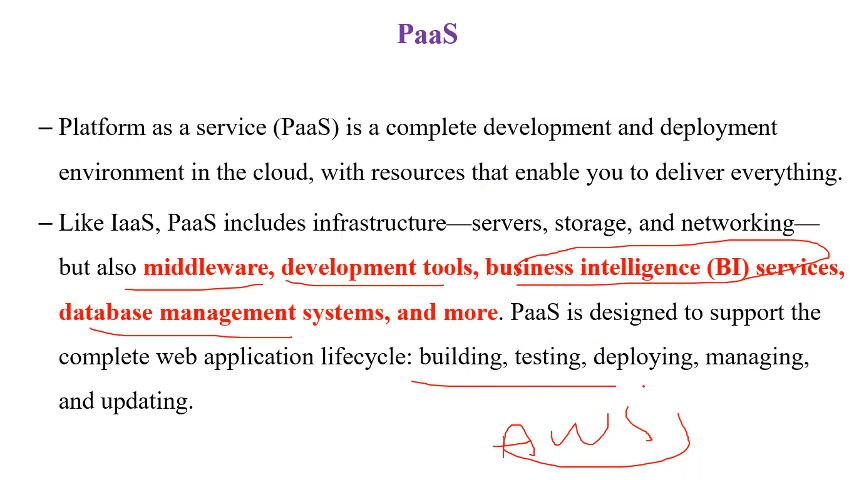 PaaS
– Platform as a service (PaaS) is a complete development and deployment
environment in the cloud, with resources that enable you to deliver everything.
– Like IaaS, PaaS includes infrastructure—servers, storage, and networking—
but also middleware, development tools, business intelligence (BI) services,
database management systems, and more. PaaS is designed to support the
complete web application lifecycle: building, testing, deploying, managing,
and updating.
AWS